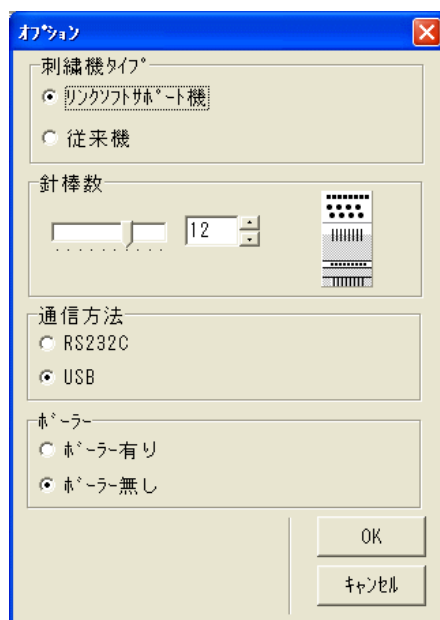 ｵﾌﾟｼｮﾝ
刺繍機ﾀｲﾌﾟ
ﾘﾝｸｿﾌﾄｻﾎﾟｰﾄ機
従来機
針棒数
12
通信方法
RS232C
USB
ﾎﾞｰﾗｰ
ﾎﾞｰﾗｰ有り
ﾎﾞｰﾗｰ無し
OK
ｷｬﾝｾﾙ